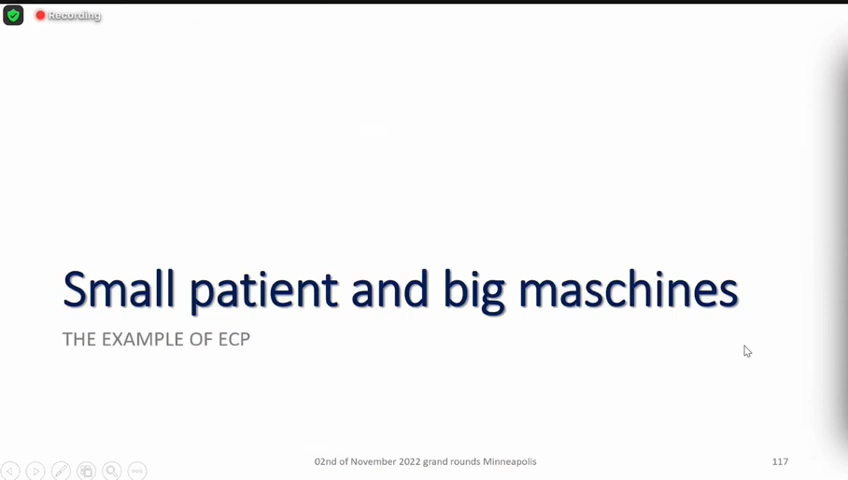 Recording
Small patient and big maschines
THE EXAMPLE OF ECP
02nd of November 2022 grand rounds Minneapolis
117